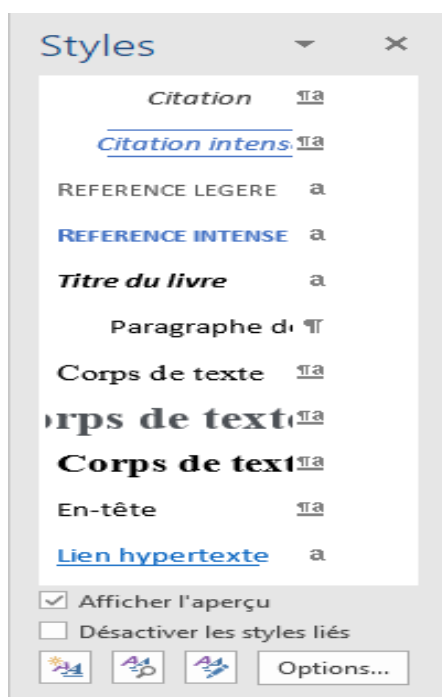 Styles
Citation ¶a
Citation intens ¶a
REFERENCE LEGERE a
REFERENCE INTENSE a
Titre du livre a
Paragraphe d ¶
Corps de texte ¶a
orps de text ¶a
Corps de text ¶a
En-tête ¶a
Lien hypertexte a
Afficher l'aperçu
Désactiver les styles liés
Options...